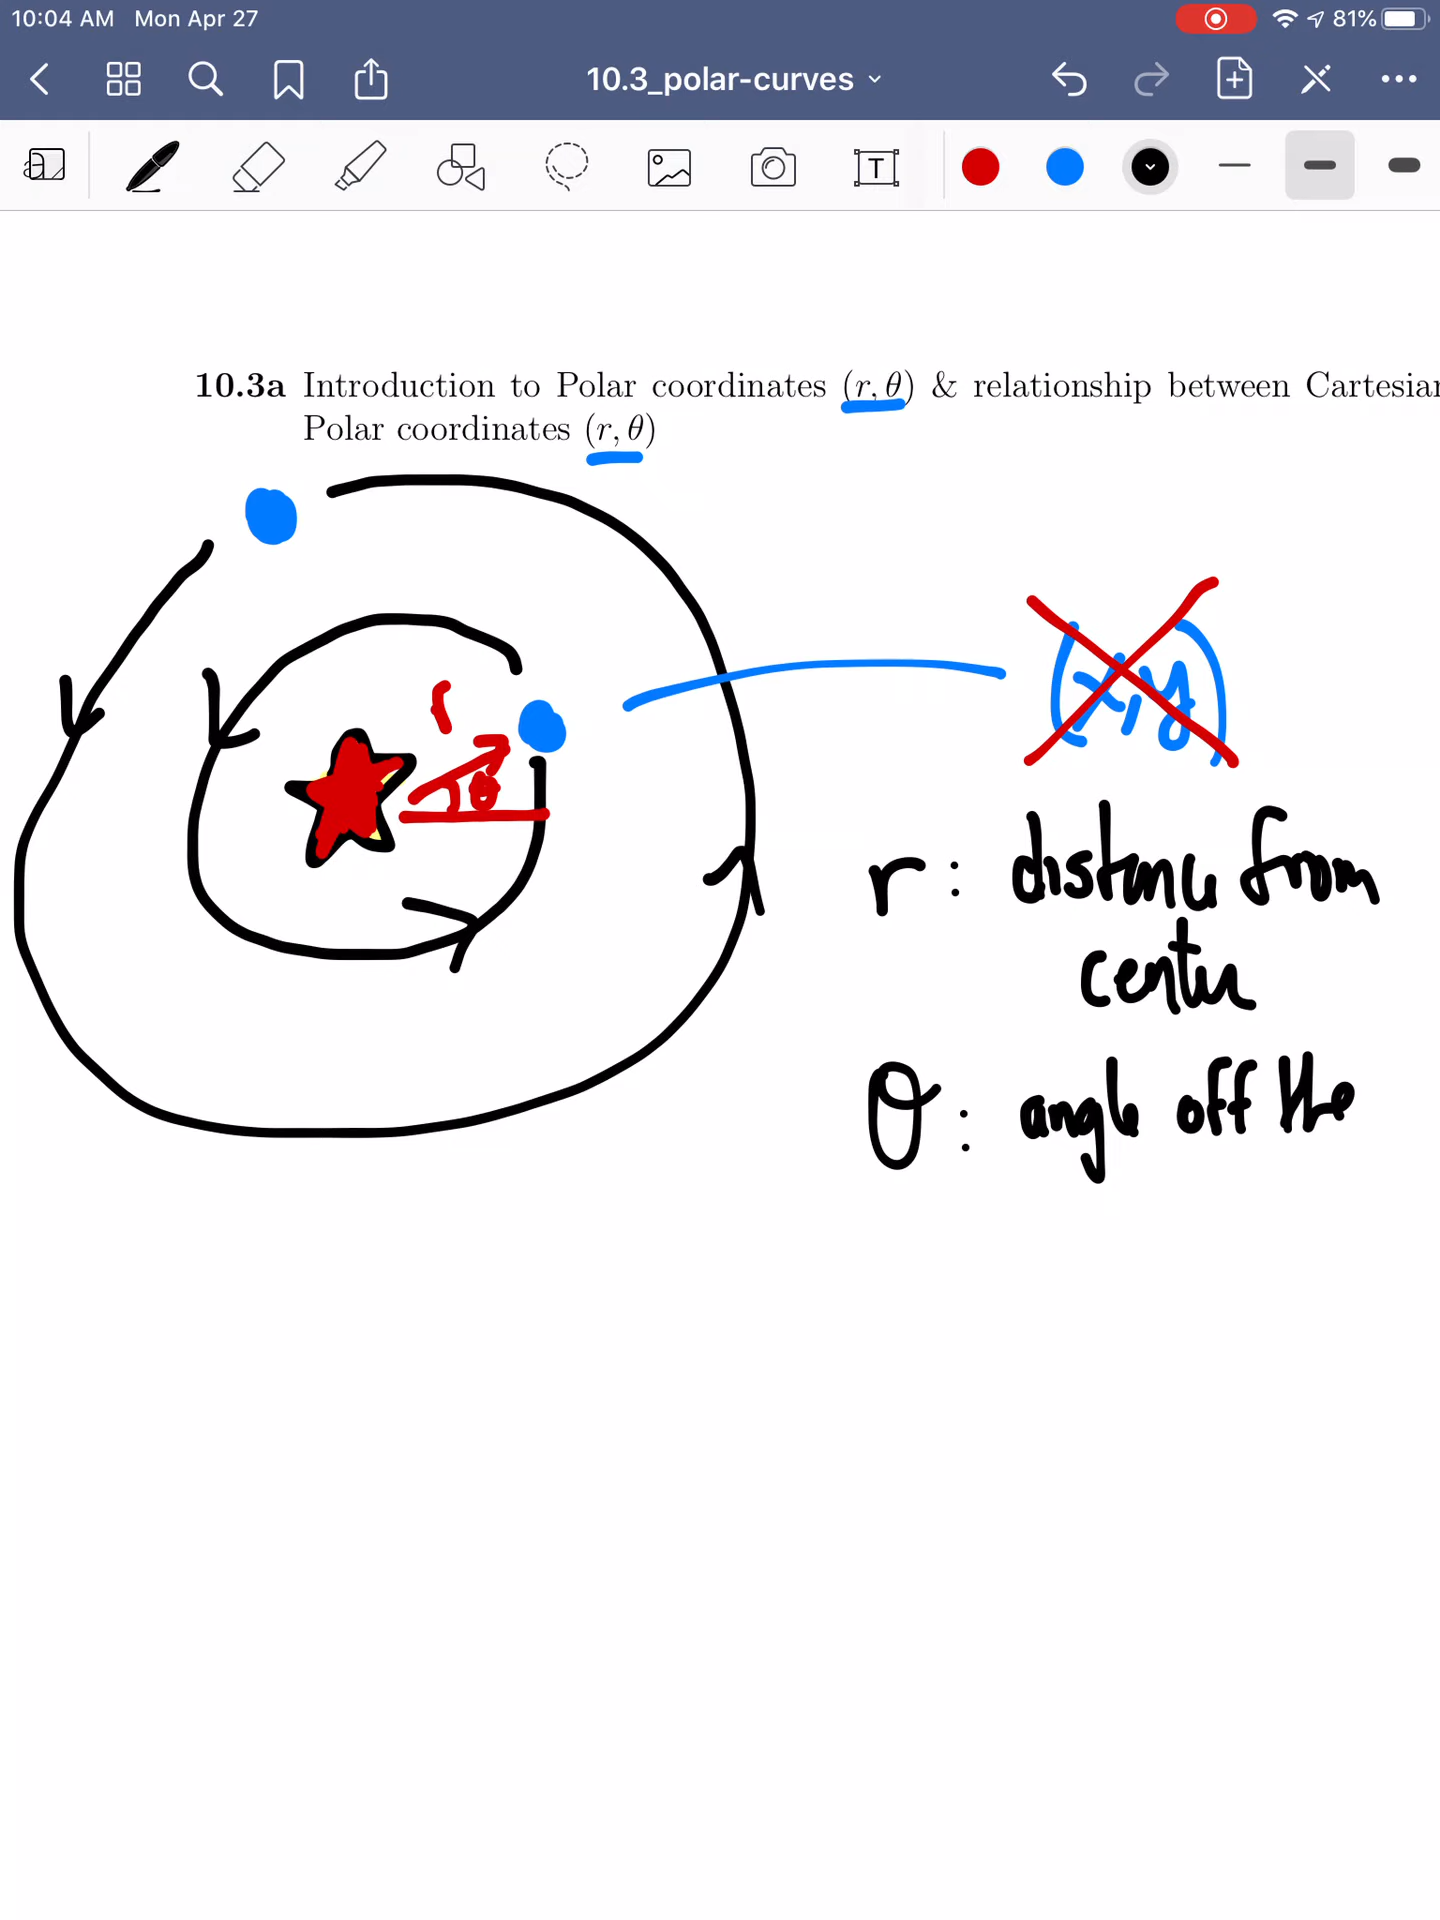 10:04 AM Mon Apr 27
81%
10.3_polar-curves
a
T
10.3a Introduction to Polar coordinates (r, θ) & relationship between Cartesian
Polar coordinates (r, θ)
(x,y)
r
θ
r : distance from
center
θ : angle off the